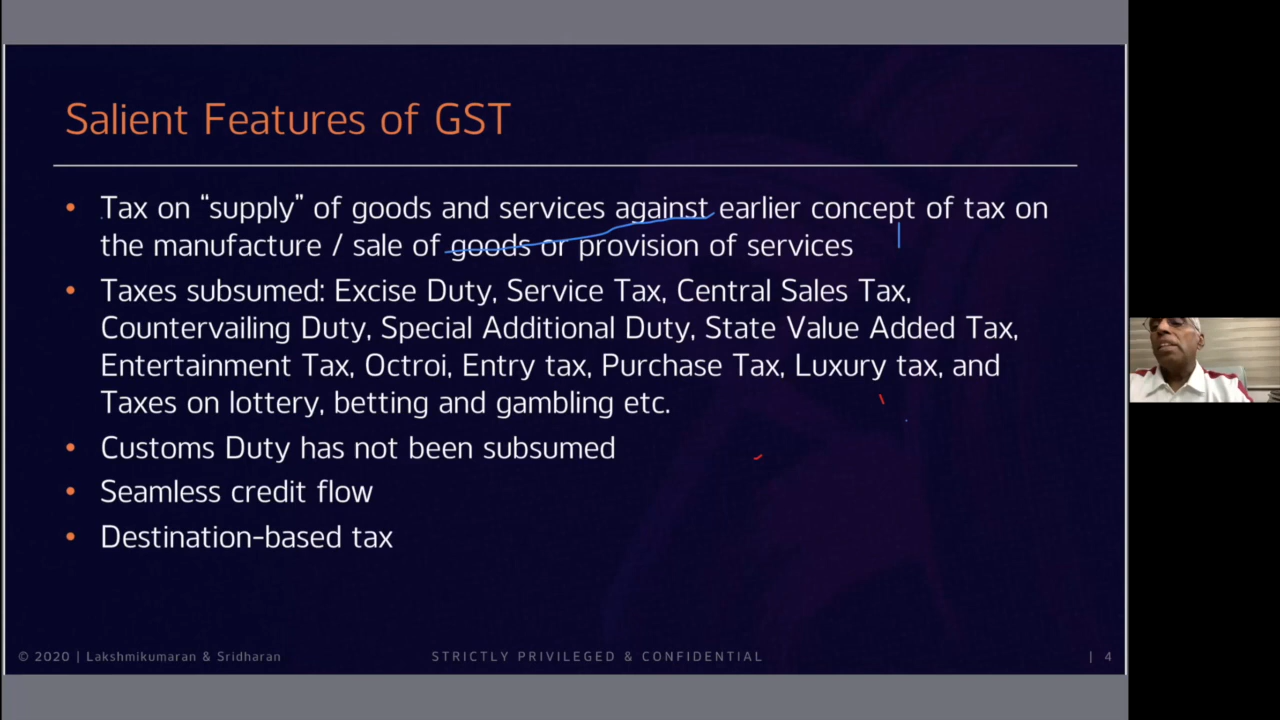 Salient Features of GST
• Tax on “supply” of goods and services against earlier concept of tax on
the manufacture / sale of goods or provision of services
• Taxes subsumed: Excise Duty, Service Tax, Central Sales Tax,
Countervailing Duty, Special Additional Duty, State Value Added Tax,
Entertainment Tax, Octroi, Entry tax, Purchase Tax, Luxury tax, and
Taxes on lottery, betting and gambling etc.
• Customs Duty has not been subsumed
• Seamless credit flow
• Destination-based tax
© 2020 | Lakshmikumaran & Sridharan STRICTLY PRIVILEGED & CONFIDENTIAL | 4